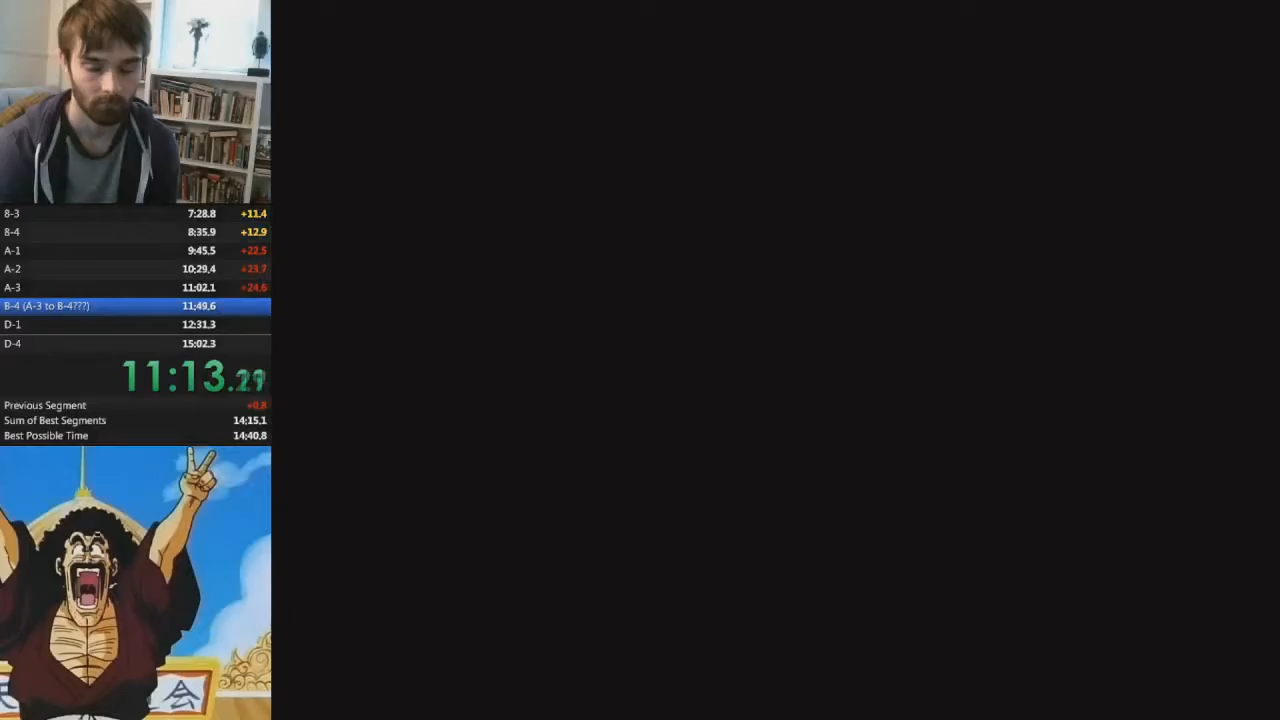 8-3 7:28.8 +11.4
8-4 8:35.9 +12.9
A-1 9:45.5 +22.5
A-2 10:29.4 +23.7
A-3 11:02.1 +24.6
B-4 (A-3 to B-4???) 11:49.6
D-1 12:31.3
D-4 15:02.3
11:13.29
Previous Segment +0.8
Sum of Best Segments 14:15.1
Best Possible Time 14:40.8
会